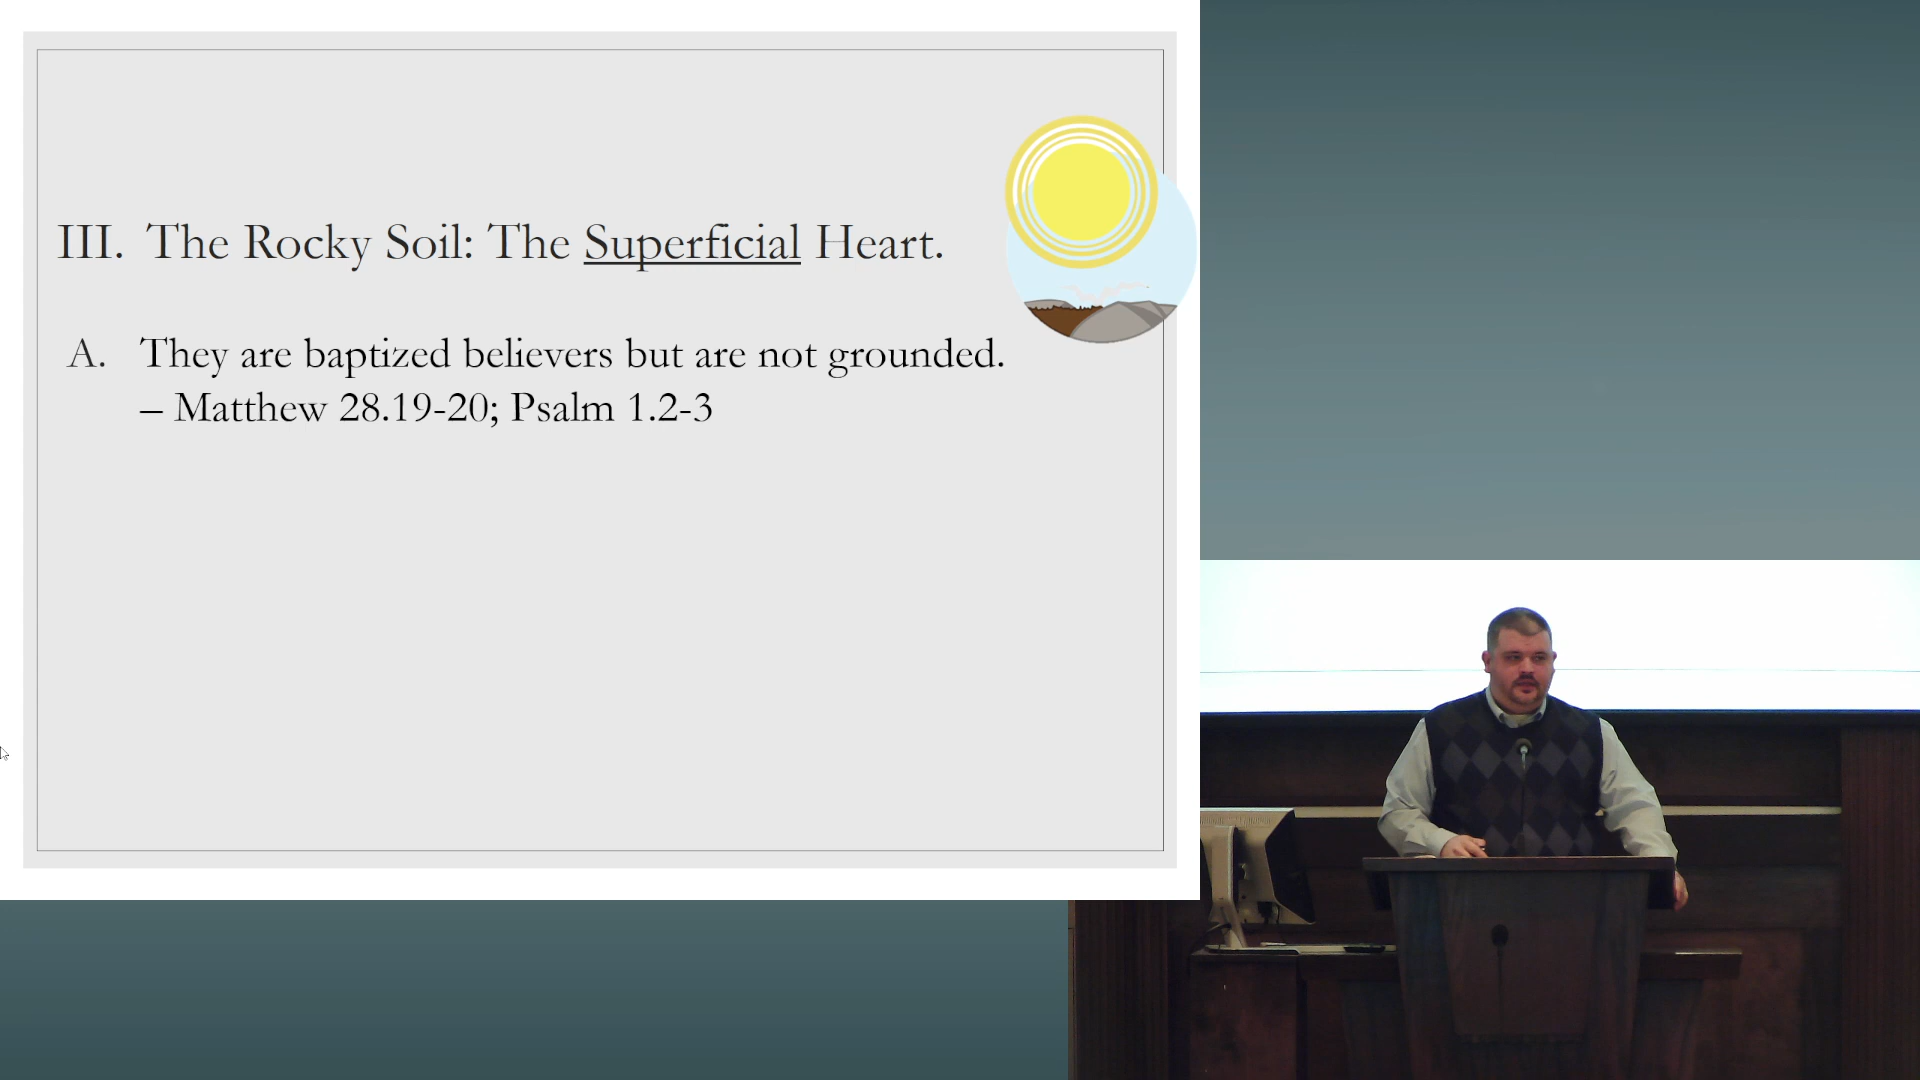 III. The Rocky Soil: The Superficial Heart.
A. They are baptized believers but are not grounded.
– Matthew 28.19-20; Psalm 1.2-3